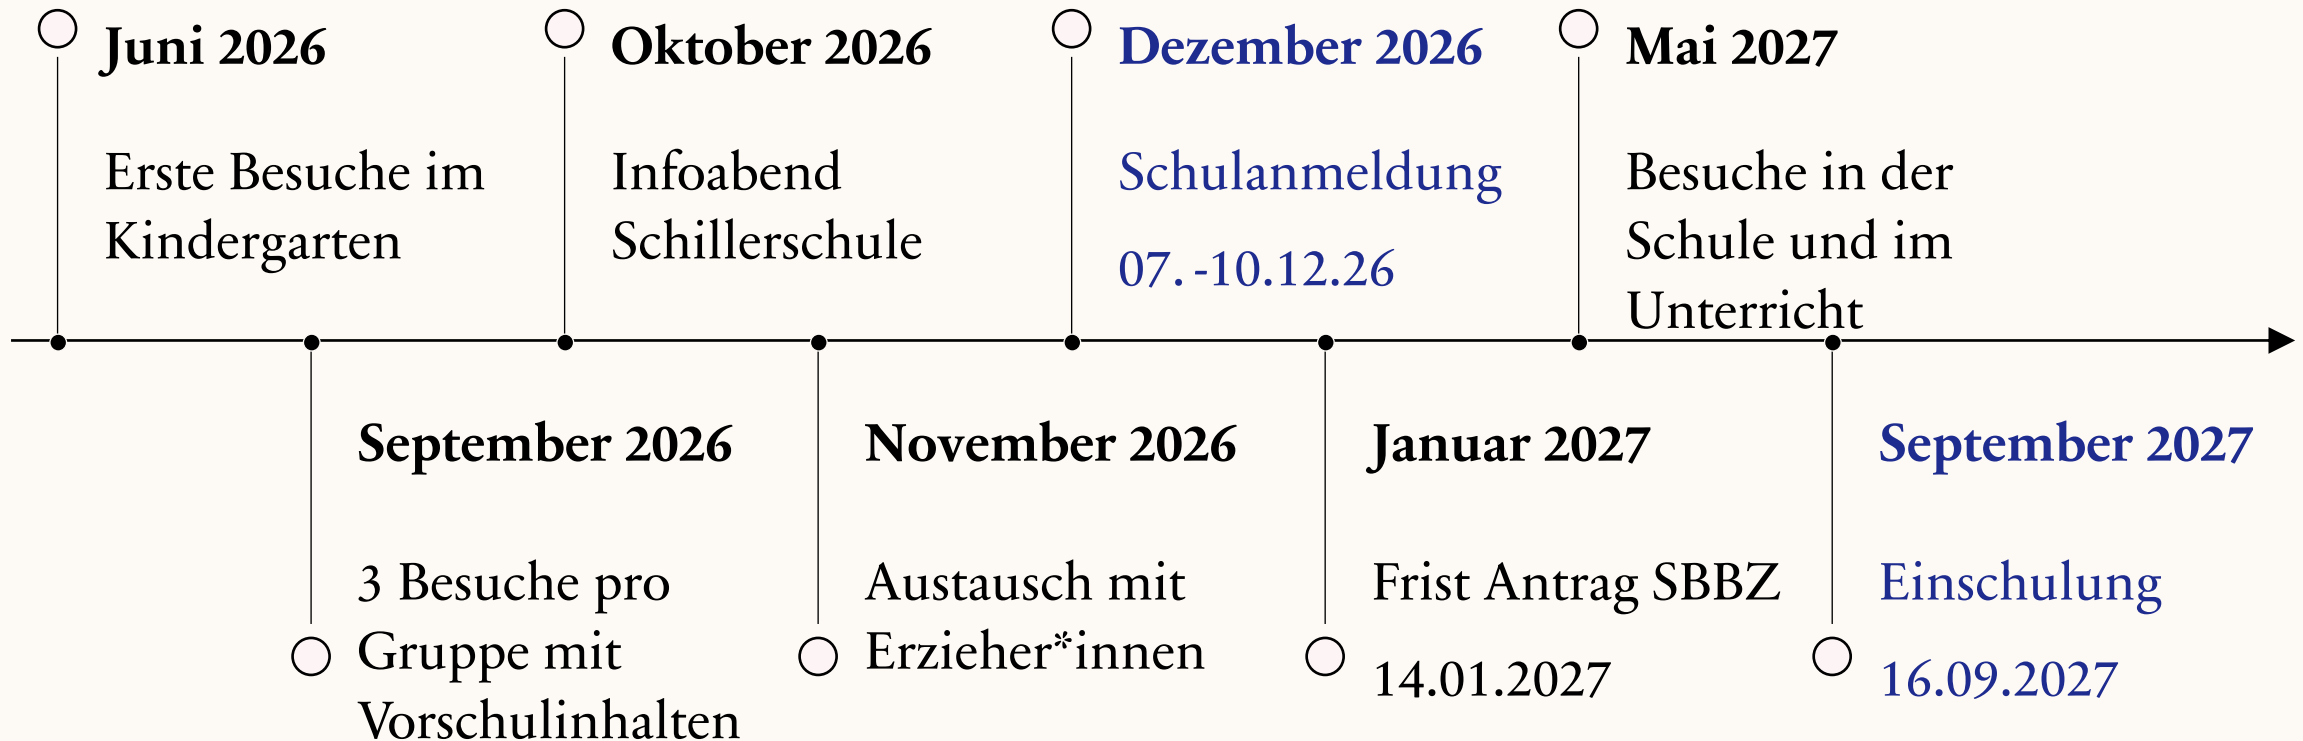 Juni 2026
Erste Besuche im
Kindergarten
September 2026
3 Besuche pro
Gruppe mit
Vorschulinhalten
Oktober 2026
Infoabend
Schillerschule
November 2026
Austausch mit
Erzieher*innen
Dezember 2026
Schulanmeldung
07. -10.12.26
Januar 2027
Frist Antrag SBBZ
14.01.2027
Mai 2027
Besuche in der
Schule und im
Unterricht
September 2027
Einschulung
16.09.2027